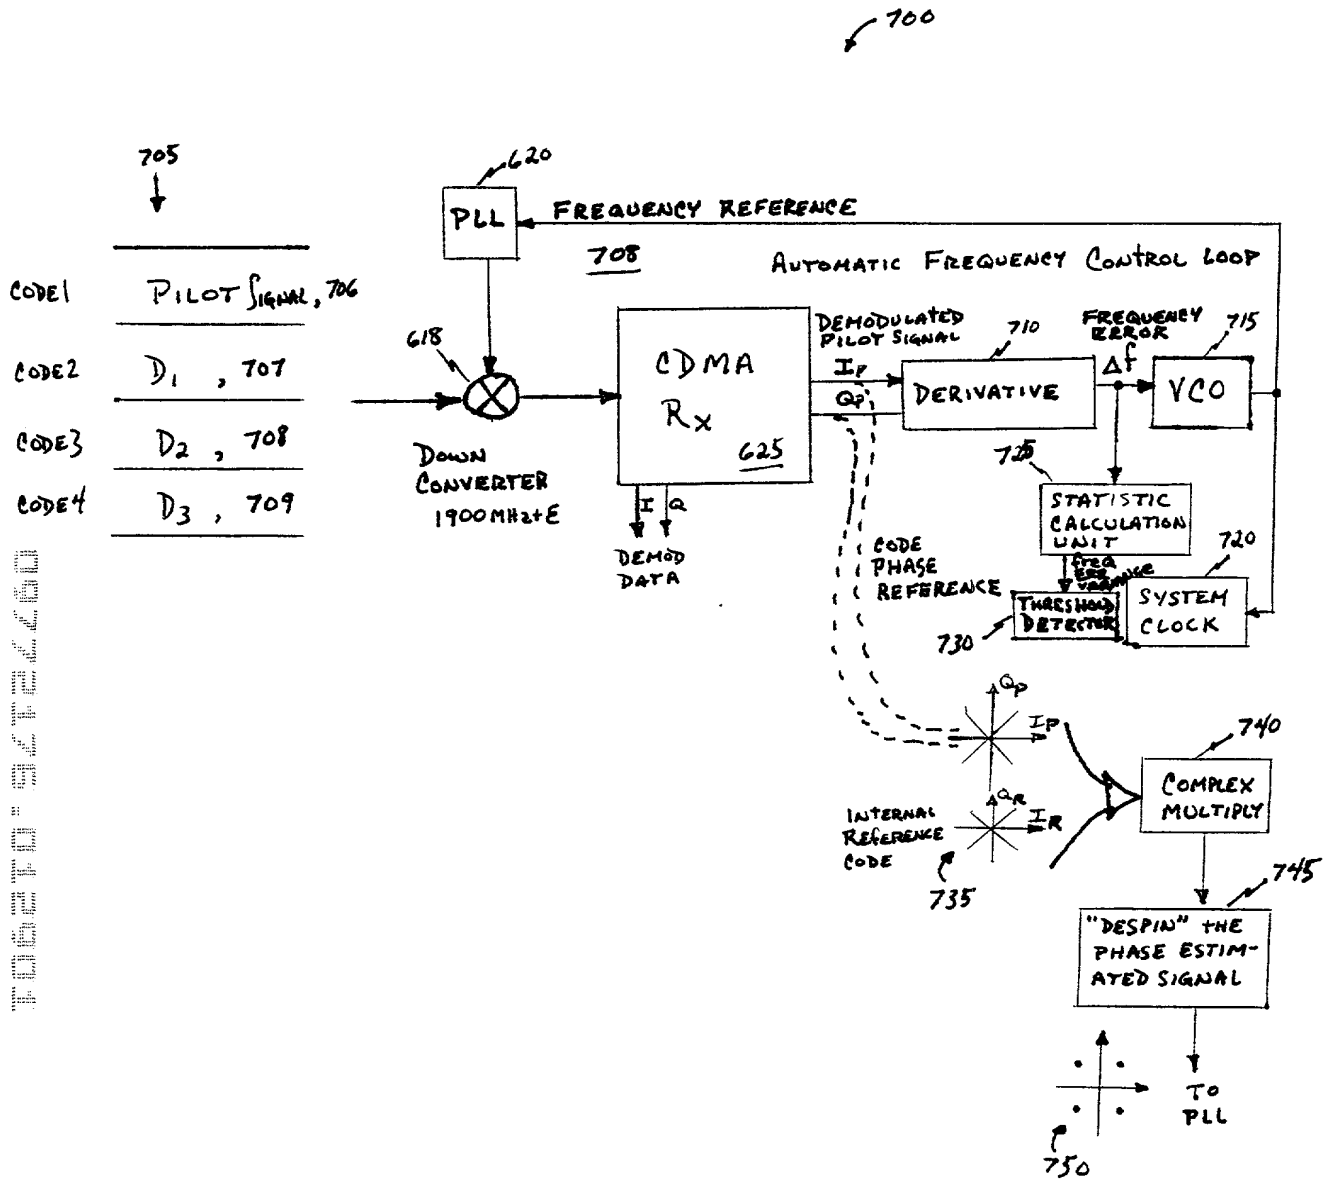 700
705
620
PLL
FREQUENCY REFERENCE
708
AUTOMATIC FREQUENCY CONTROL LOOP
CODE1 PILOT SIGNAL, 706
CODE2 D1, 707
CODE3 D2, 708
CODE4 D3, 709
618
DOWN
CONVERTER
1900MHz+E
CDMA
Rx
625
I Q
DEMOD
DATA
DEMODULATED
PILOT SIGNAL
IP
QP
710
DERIVATIVE
FREQUENCY
ERROR
Δf
715
VCO
725
STATISTIC
CALCULATION
UNIT
FREQ
ERR
VARIANCE
720
SYSTEM
CLOCK
THRESHOLD
DETECTOR
730
CODE
PHASE
REFERENCE
QP
IP
QR
IR
INTERNAL
REFERENCE
CODE
735
740
COMPLEX
MULTIPLY
745
"DESPIN" THE
PHASE ESTIM-
ATED SIGNAL
TO
PLL
750